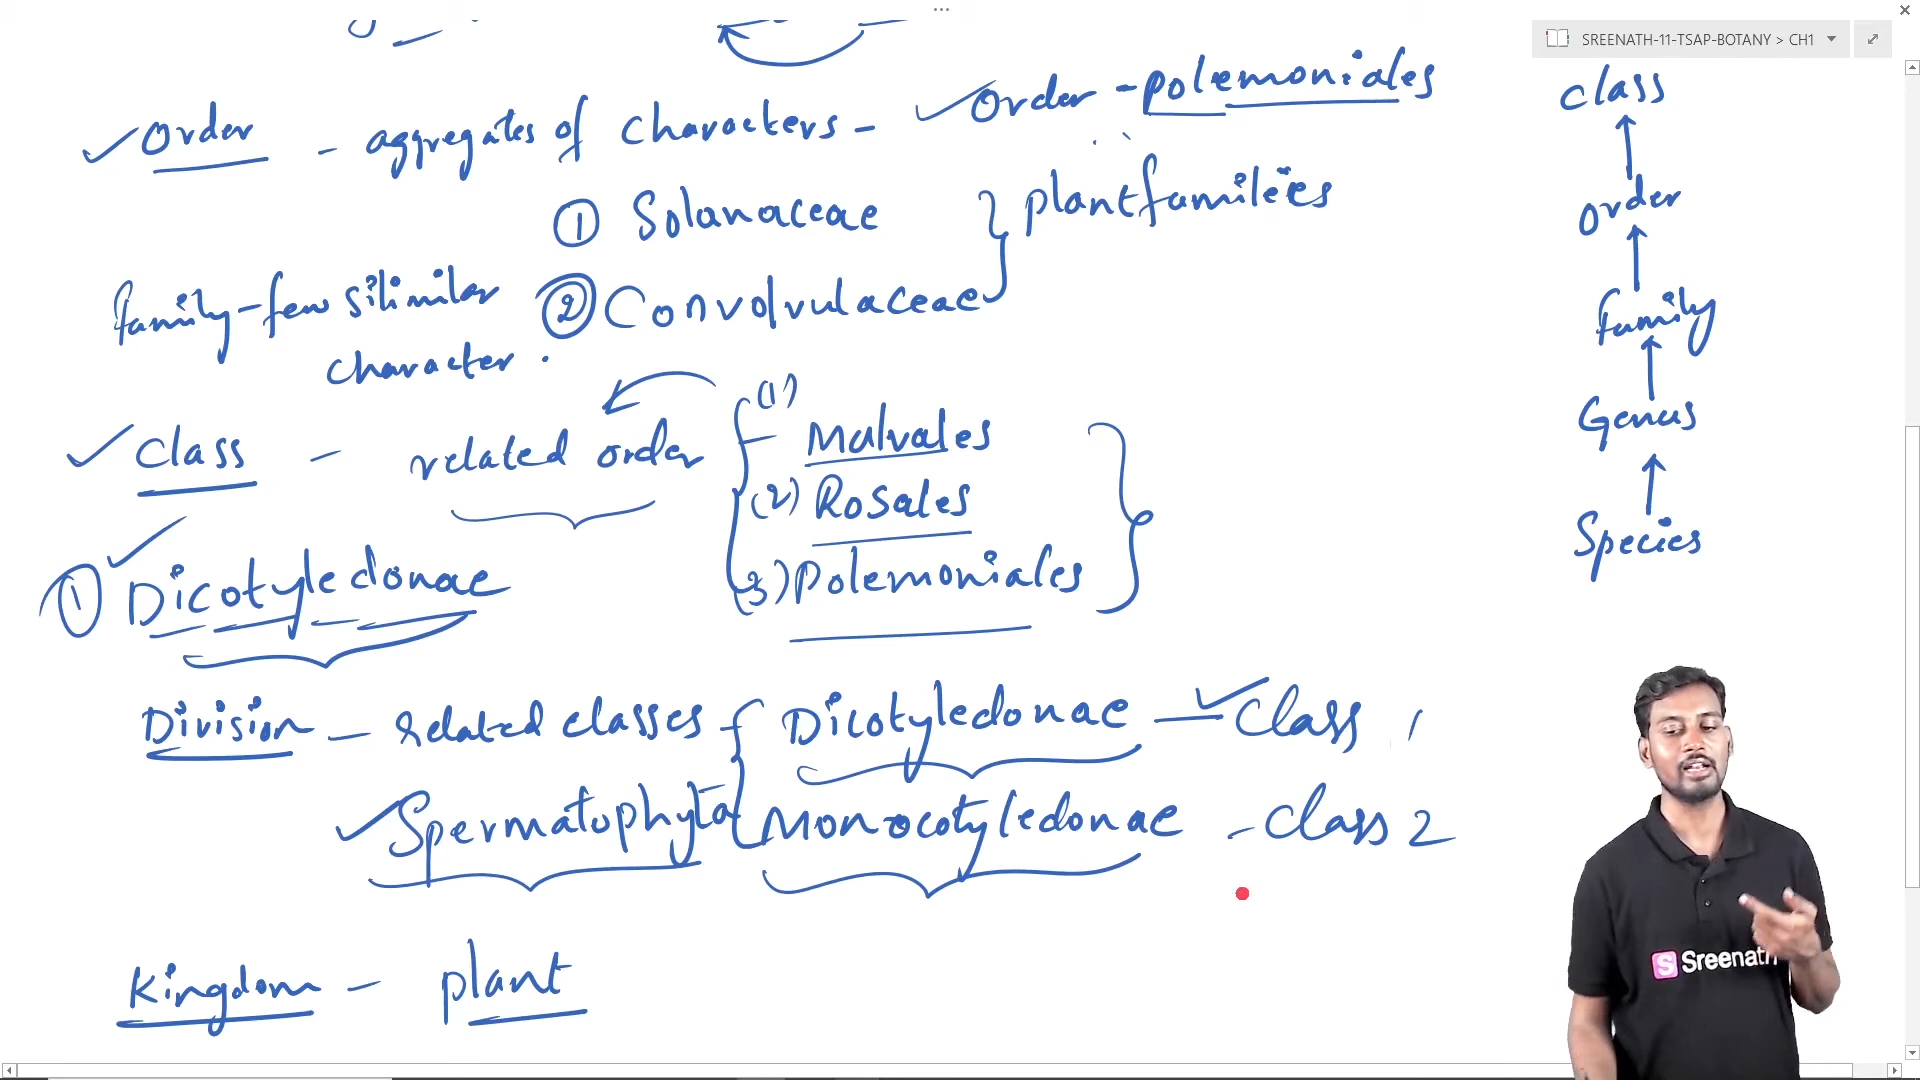 SREENATH-11-TSAP-BOTANY > CH1
✓ Order - aggregates of characters - ✓ Order - polemoniales
① Solanaceae } plant familees
family - few silimilar ② Convolvulaceae
character .
✓ Class - related order { (1) Malvales
(2) Rosales
(3) Polemoniales
① Dicotyledonae
Division - related classes { Dicotyledonae - ✓ Class 1
✓ Spermatophyta { Monocotyledonae - Class 2
Kingdom - plant
Class
↑
order
↑
family
↑
Genus
↑
Species
Sreenath